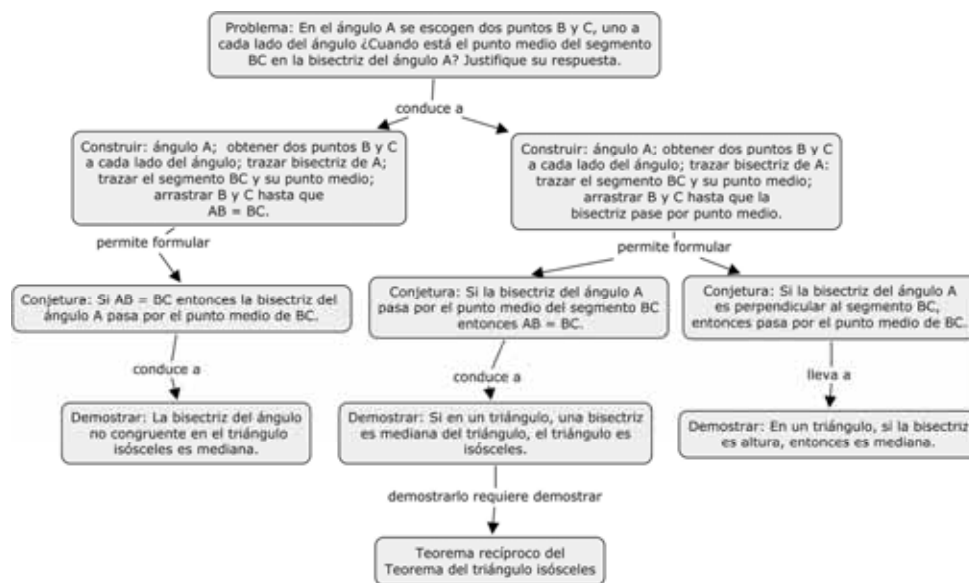 Problema: En el ángulo A se escogen dos puntos B y C, uno a
cada lado del ángulo ¿Cuando está el punto medio del segmento
BC en la bisectriz del ángulo A? Justifique su respuesta.
conduce a
Construir: ángulo A;  obtener dos puntos B y C
a cada lado del ángulo; trazar bisectriz de A;
trazar el segmento BC y su punto medio;
arrastrar B y C hasta que
AB = BC.
Construir: ángulo A; obtener dos puntos B y C
a cada lado del ángulo; trazar bisectriz de A:
trazar el segmento BC y su punto medio;
arrastrar B y C hasta que la
bisectriz pase por punto medio.
permite formular
permite formular
Conjetura: Si AB = BC entonces la bisectriz del
ángulo A pasa por el punto medio de BC.
Conjetura: Si la bisectriz del ángulo A
pasa por el punto medio del segmento BC
entonces AB = BC.
Conjetura: Si la bisectriz del ángulo A
es perpendicular al segmento BC,
entonces pasa por el punto medio de BC.
conduce a
conduce a
lleva a
Demostrar: La bisectriz del ángulo
no congruente en el triángulo
isósceles es mediana.
Demostrar: Si en un triángulo, una bisectriz
es mediana del triángulo, el triángulo es
isósceles.
Demostrar: En un triángulo, si la bisectriz
es altura, entonces es mediana.
demostrarlo requiere demostrar
Teorema recíproco del
Teorema del triángulo isósceles